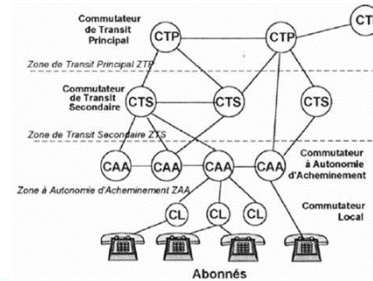 Commutateur
de Transit
Principal
CTP
CTP
Zone de Transit Principal ZTP
Commutateur
de Transit
Secondaire
CTS
CTS
CTS
Zone de Transit Secondaire ZTS
CAA
CAA
CAA
CAA
Commutateur
à Autonomie
d'Acheminement
Zone à Autonomie d'Acheminement ZAA
CL
CL
CL
Commutateur
Local
Abonnés